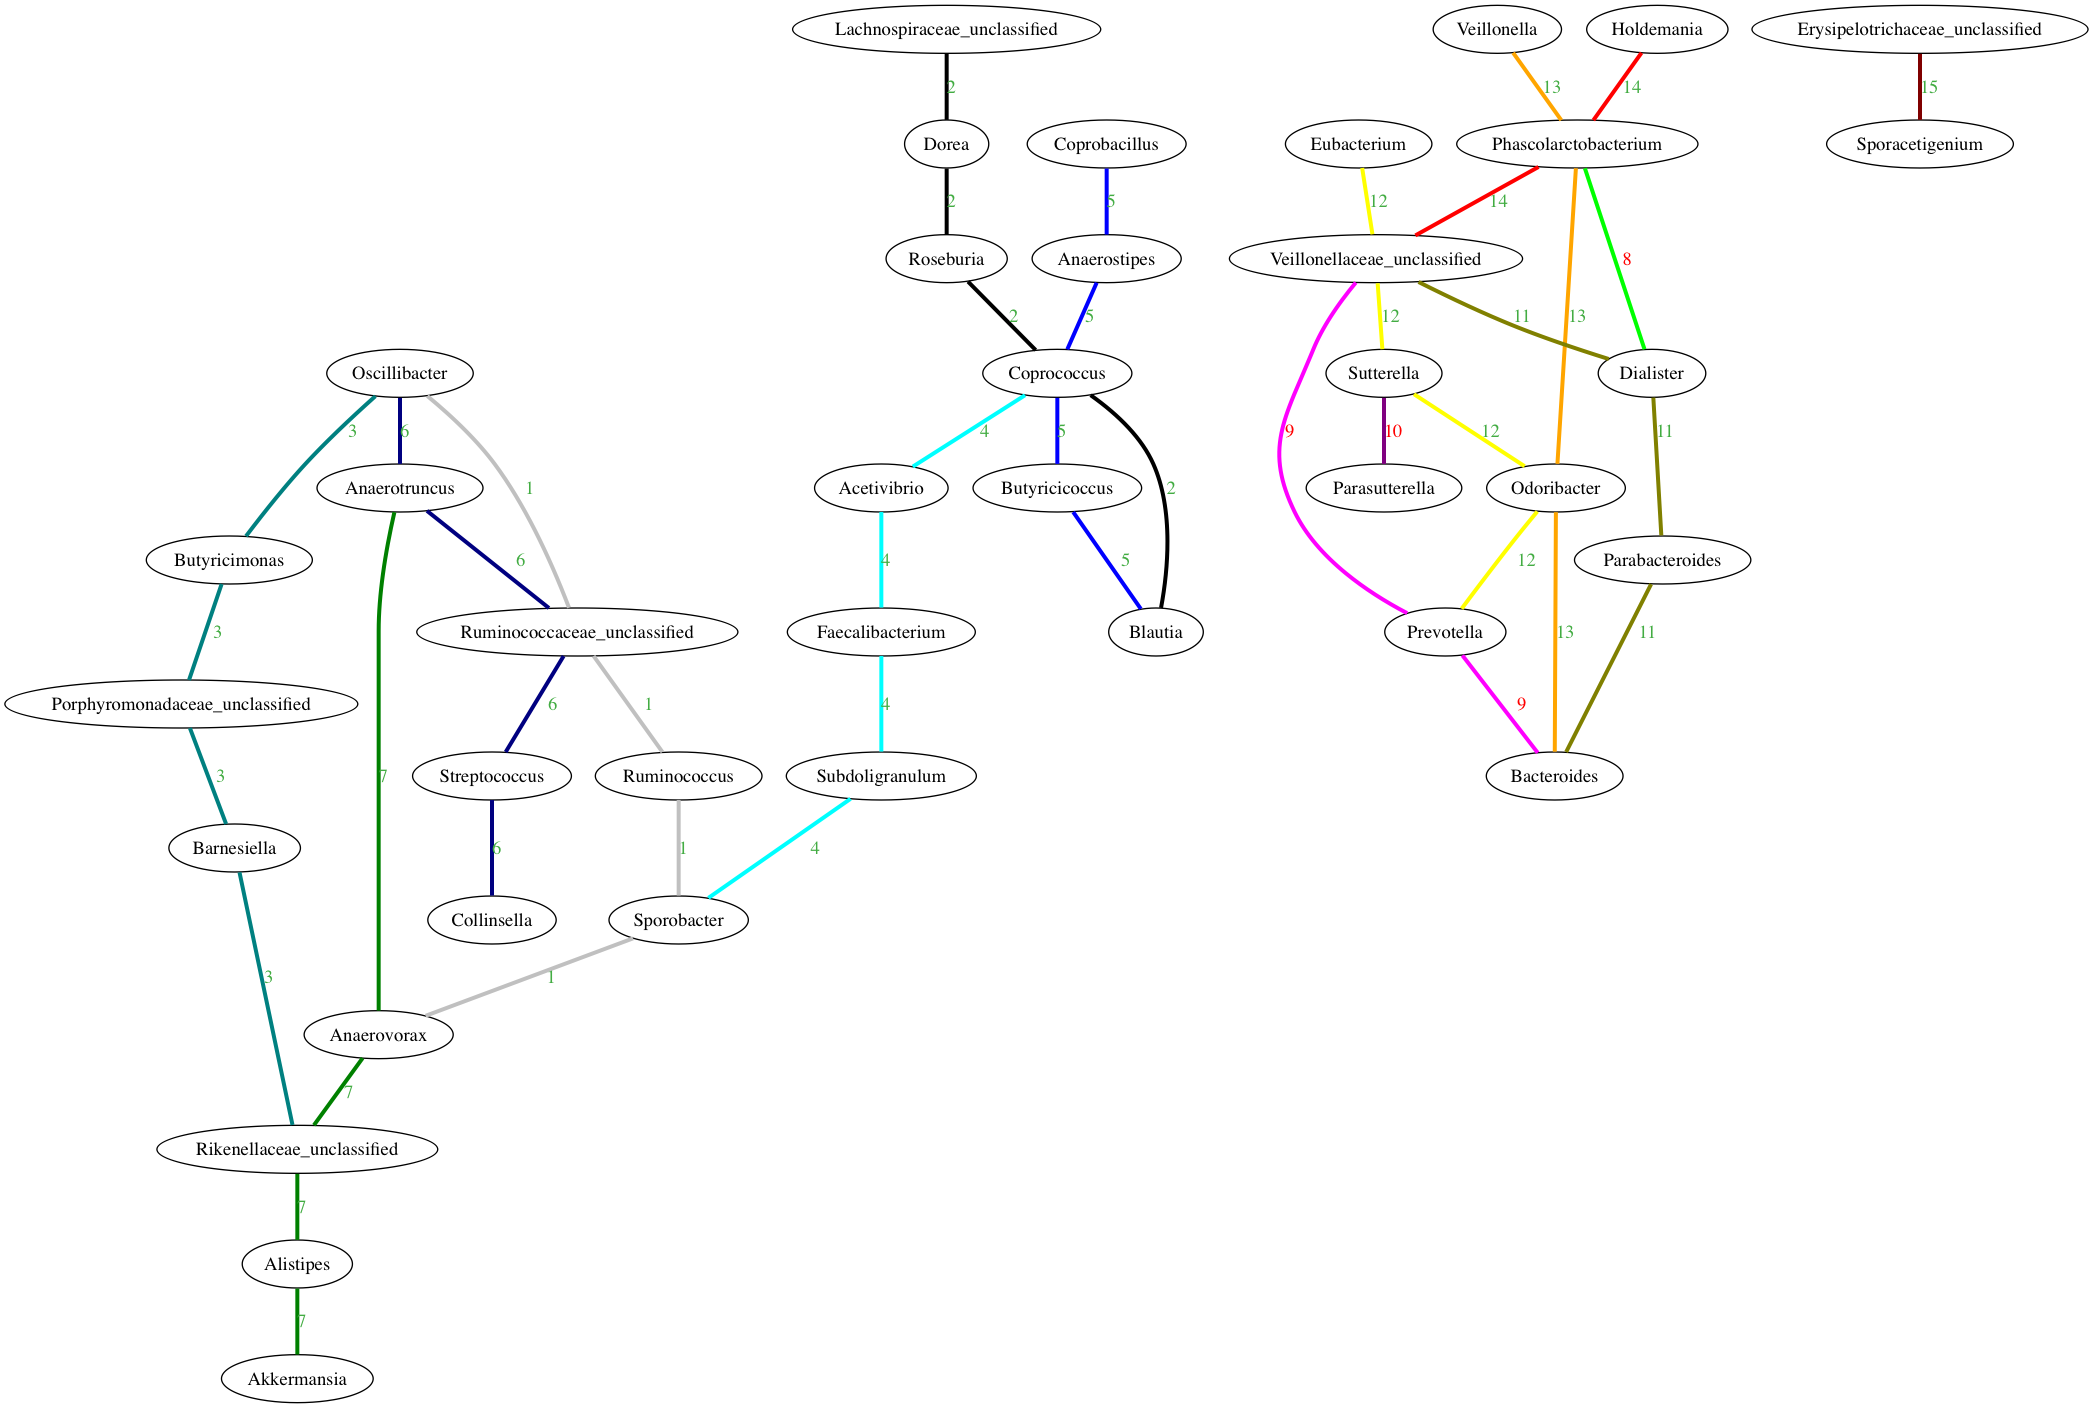 Lachnospiraceae_unclassified
Veillonella
Holdemania
Erysipelotrichaceae_unclassified
2
13
14
15
Dorea
Coprobacillus
Eubacterium
Phascolarctobacterium
Sporacetigenium
2
5
12
14
Roseburia
Anaerostipes
Veillonellaceae_unclassified
8
2
5
12
11
13
Oscillibacter
Coprococcus
Sutterella
Dialister
3
6
4
5
9
10
12
11
Anaerotruncus
1
Acetivibrio
Butyricicoccus
2
Parasutterella
Odoribacter
Butyricimonas
6
4
5
12
Parabacteroides
3
Ruminococcaceae_unclassified
Faecalibacterium
Blautia
Prevotella
13
11
Porphyromonadaceae_unclassified
6
1
4
9
3
7
Streptococcus
Ruminococcus
Subdoligranulum
Bacteroides
Barnesiella
6
1
4
Collinsella
Sporobacter
3
1
Anaerovorax
7
Rikenellaceae_unclassified
7
Alistipes
7
Akkermansia